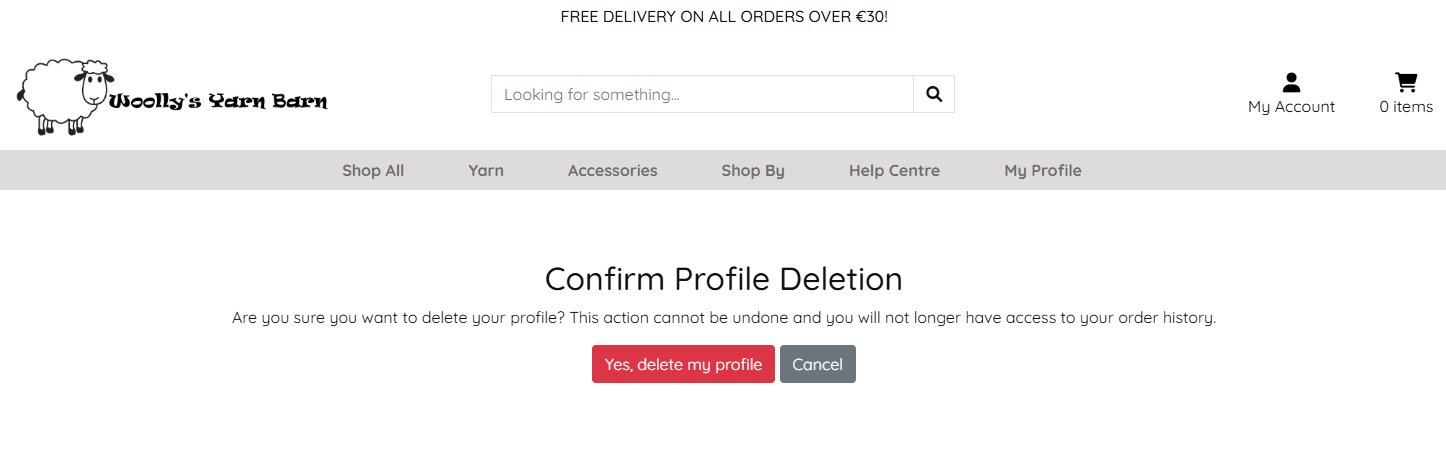 FREE DELIVERY ON ALL ORDERS OVER €30!
Woolly's Yarn Barn
Looking for something...
My Account
0 items
Shop All
Yarn
Accessories
Shop By
Help Centre
My Profile
Confirm Profile Deletion
Are you sure you want to delete your profile? This action cannot be undone and you will not longer have access to your order history.
Yes, delete my profile
Cancel